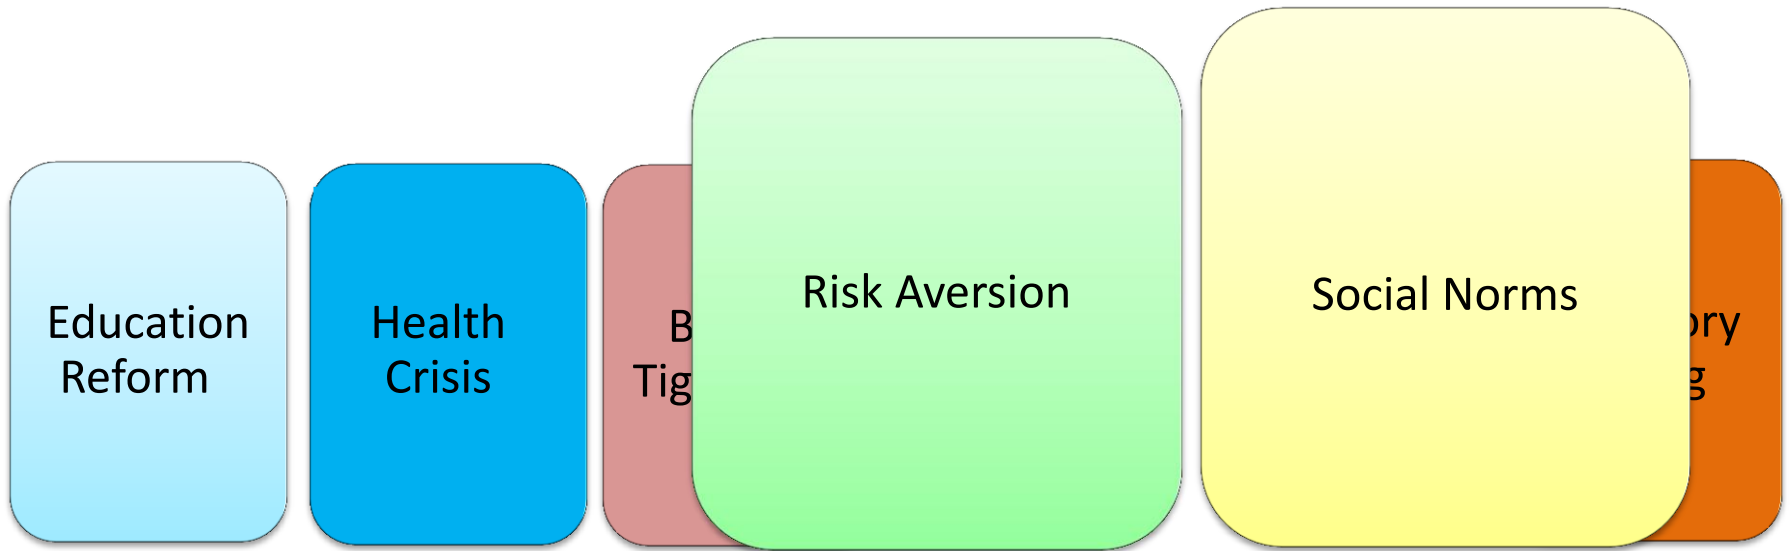 Education
Reform
Health
Crisis
Risk Aversion
Social Norms